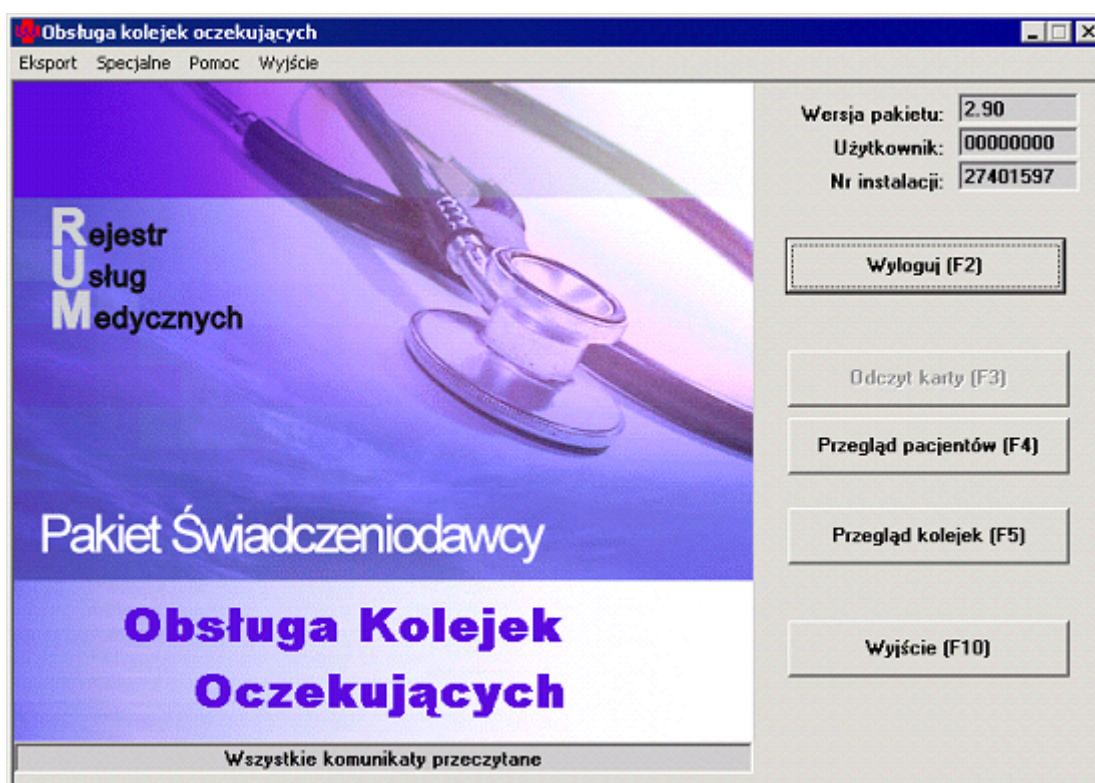 Obsługa kolejek oczekujących
Eksport Specjalne Pomoc Wyjście
Wersja pakietu: 2.90
Użytkownik: 00000000
Nr instalacji: 27401597
Rejestr
Usług
Medycznych
Wyloguj (F2)
Odczyt karty (F3)
Przegląd pacjentów (F4)
Pakiet Świadczeniodawcy
Przegląd kolejek (F5)
Obsługa Kolejek
Oczekujących
Wyjście (F10)
Wszystkie komunikaty przeczytane